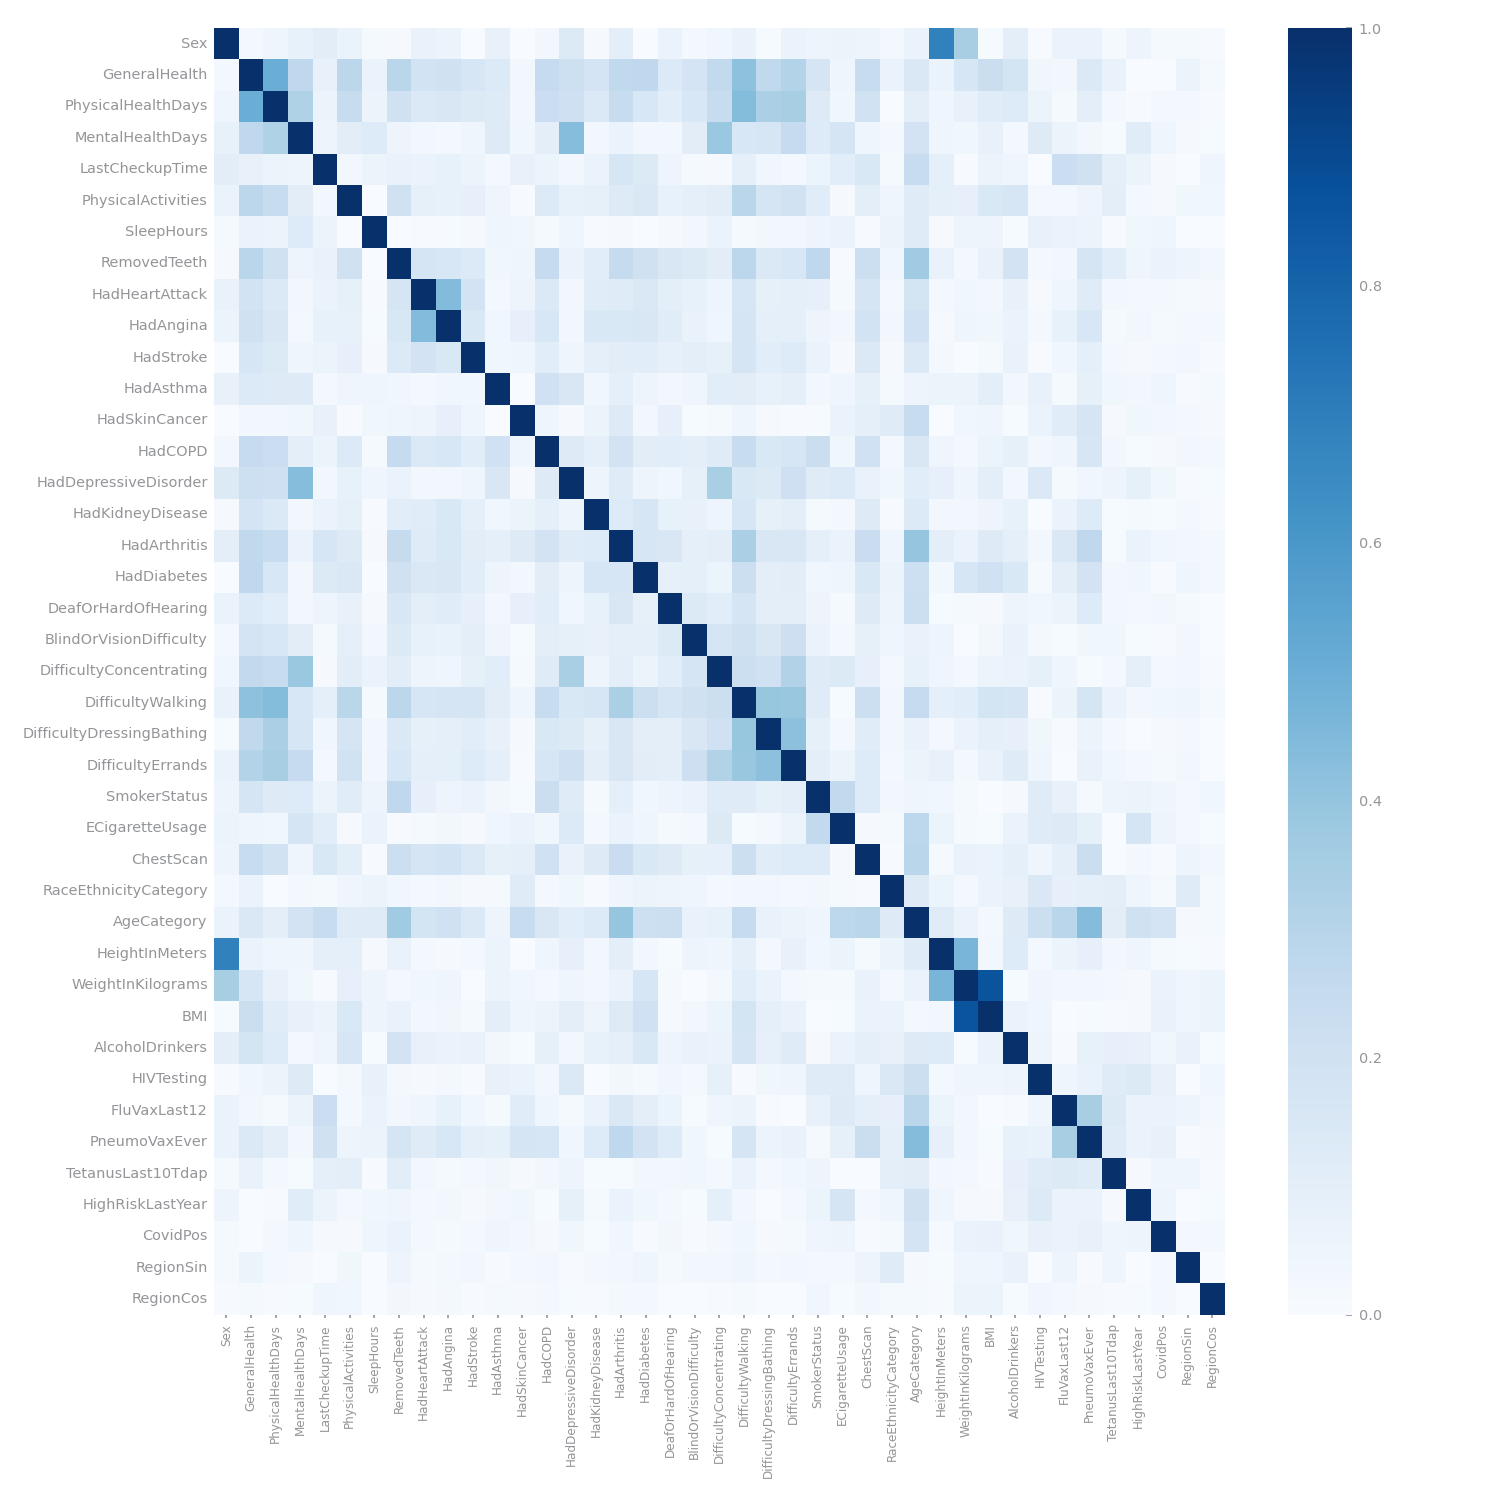 Sex
GeneralHealth
PhysicalHealthDays
MentalHealthDays
LastCheckupTime
PhysicalActivities
SleepHours
RemovedTeeth
HadHeartAttack
HadAngina
HadStroke
HadAsthma
HadSkinCancer
HadCOPD
HadDepressiveDisorder
HadKidneyDisease
HadArthritis
HadDiabetes
DeafOrHardOfHearing
BlindOrVisionDifficulty
DifficultyConcentrating
DifficultyWalking
DifficultyDressingBathing
DifficultyErrands
SmokerStatus
ECigaretteUsage
ChestScan
RaceEthnicityCategory
AgeCategory
HeightInMeters
WeightInKilograms
BMI
AlcoholDrinkers
HIVTesting
FluVaxLast12
PneumoVaxEver
TetanusLast10Tdap
HighRiskLastYear
CovidPos
RegionSin
RegionCos
Sex
GeneralHealth
PhysicalHealthDays
MentalHealthDays
LastCheckupTime
PhysicalActivities
SleepHours
RemovedTeeth
HadHeartAttack
HadAngina
HadStroke
HadAsthma
HadSkinCancer
HadCOPD
HadDepressiveDisorder
HadKidneyDisease
HadArthritis
HadDiabetes
DeafOrHardOfHearing
BlindOrVisionDifficulty
DifficultyConcentrating
DifficultyWalking
DifficultyDressingBathing
DifficultyErrands
SmokerStatus
ECigaretteUsage
ChestScan
RaceEthnicityCategory
AgeCategory
HeightInMeters
WeightInKilograms
BMI
AlcoholDrinkers
HIVTesting
FluVaxLast12
PneumoVaxEver
TetanusLast10Tdap
HighRiskLastYear
CovidPos
RegionSin
RegionCos
1.0
0.8
0.6
0.4
0.2
0.0